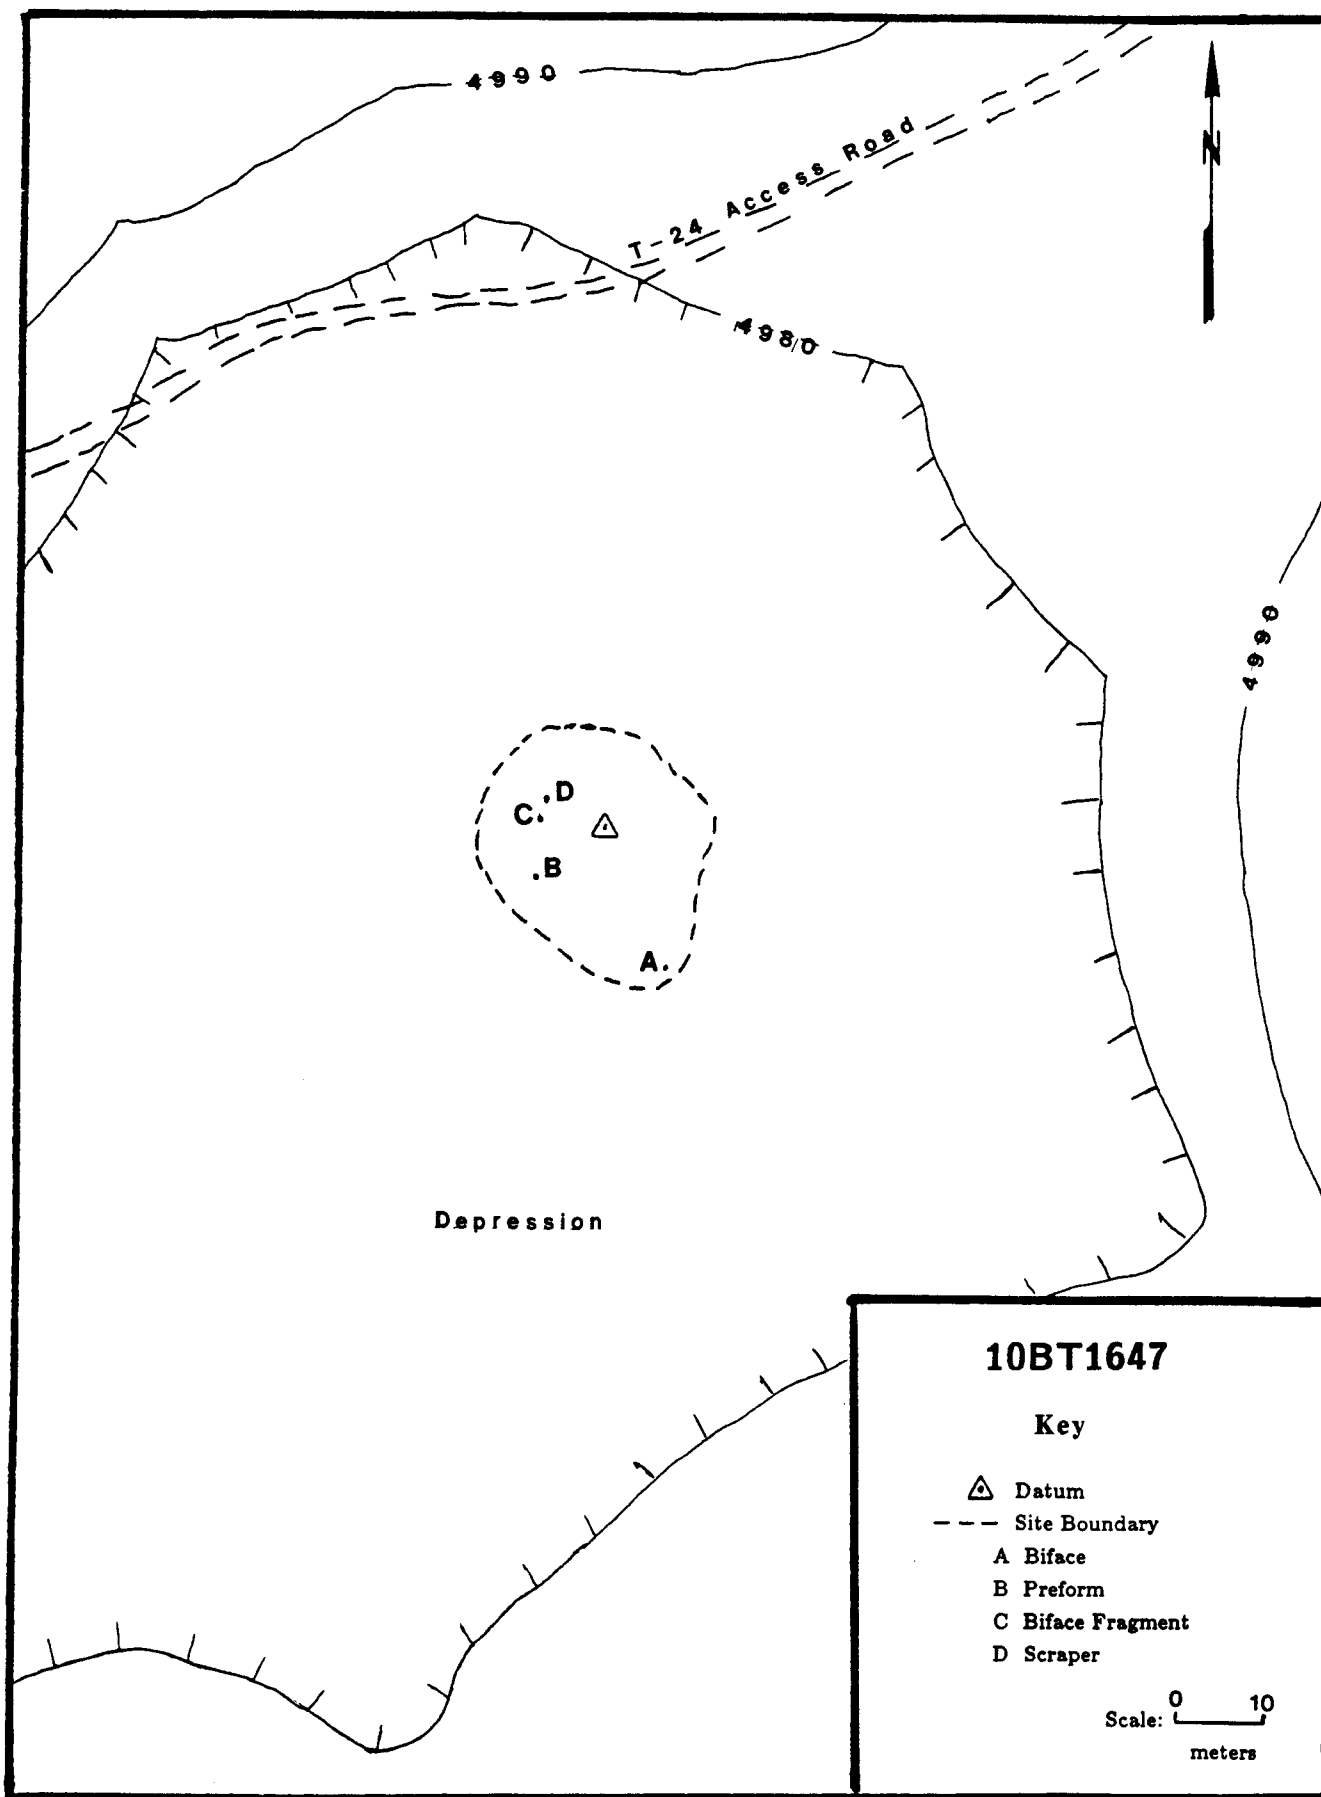 4990
N
T-24 Access Road
4980
4990
D
C
B
A
Depression
10BT1647
Key
Datum
Site Boundary
A Biface
B Preform
C Biface Fragment
D Scraper
0 10
Scale:
meters